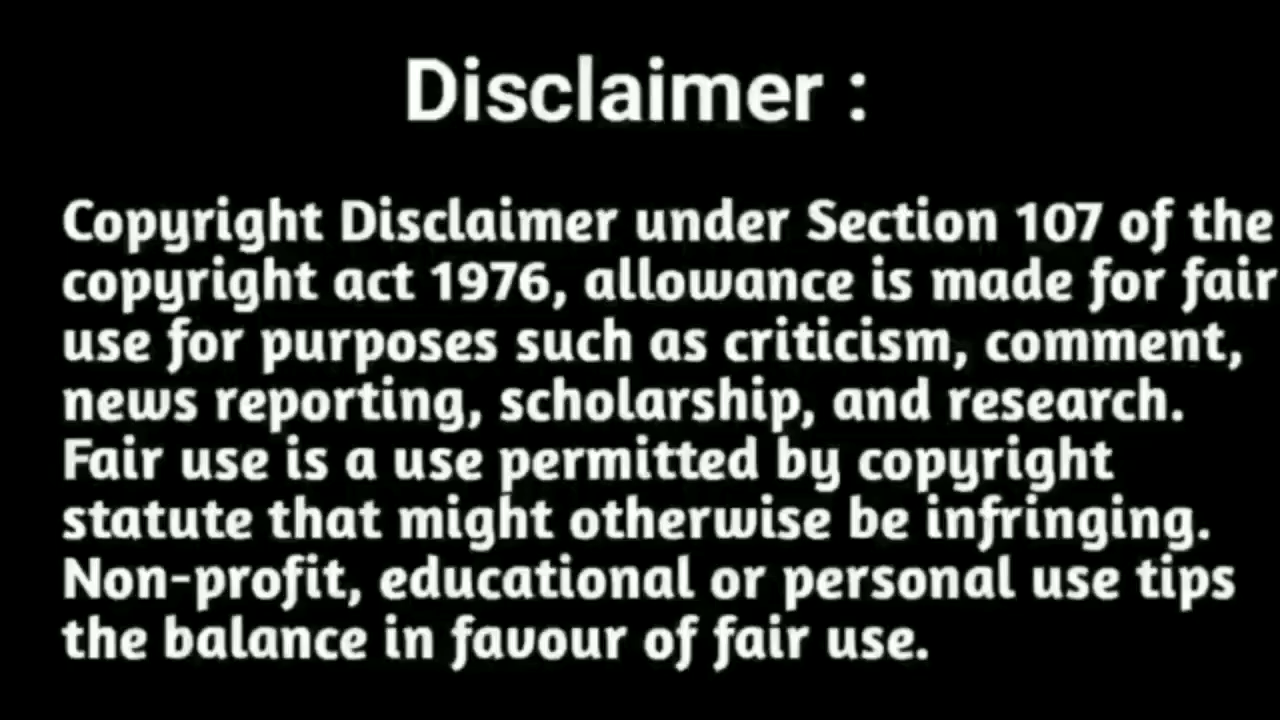 Disclaimer :
Copyright Disclaimer under Section 107 of the
copyright act 1976, allowance is made for fair
use for purposes such as criticism, comment,
news reporting, scholarship, and research.
Fair use is a use permitted by copyright
statute that might otherwise be infringing.
Non-profit, educational or personal use tips
the balance in favour of fair use.